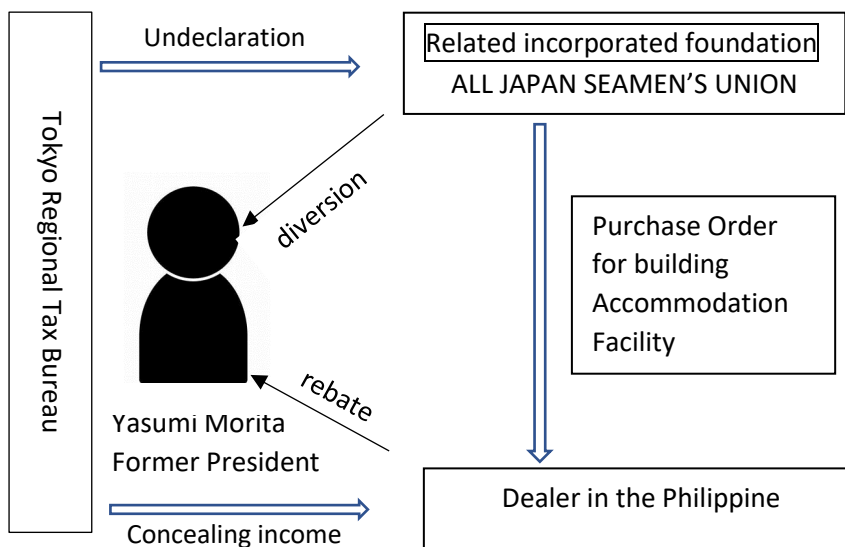 Undeclaration
Related incorporated foundation
ALL JAPAN SEAMEN’S UNION
Tokyo Regional Tax Bureau
diversion
Purchase Order
for building
Accommodation
Facility
rebate
Yasumi Morita
Former President
Dealer in the Philippine
Concealing income